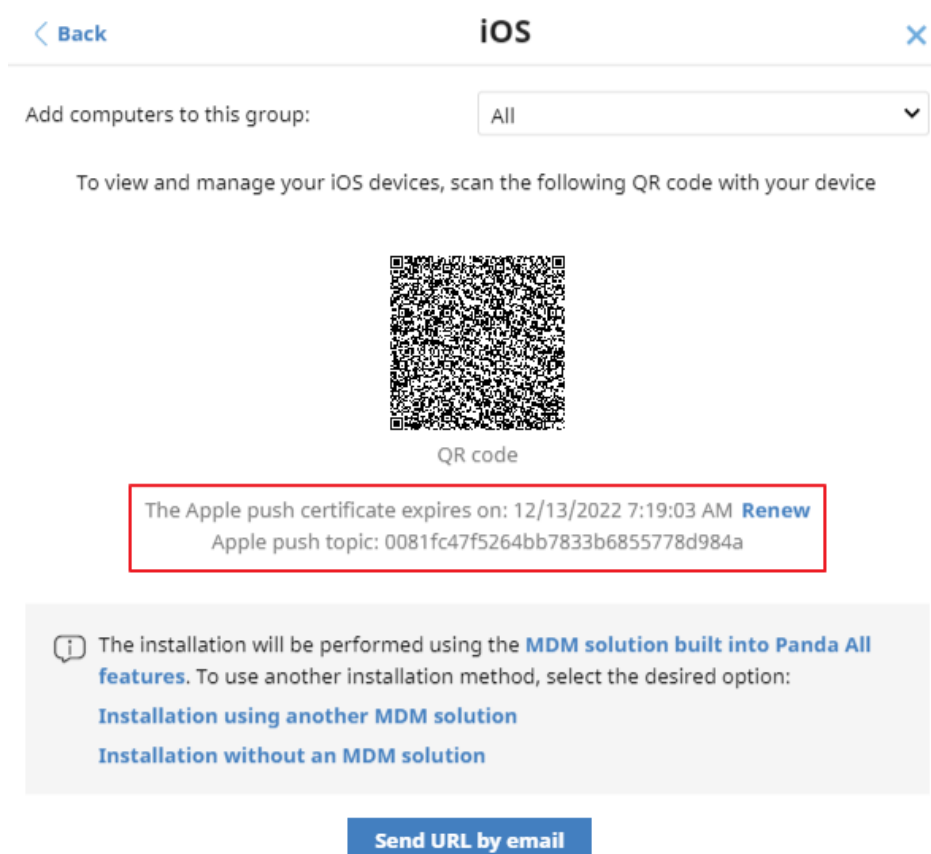 Back
iOS
Add computers to this group:
All
To view and manage your iOS devices, scan the following QR code with your device
QR code
The Apple push certificate expires on: 12/13/2022 7:19:03 AM Renew
Apple push topic: 0081fc47f5264bb7833b6855778d984a
The installation will be performed using the MDM solution built into Panda All
features. To use another installation method, select the desired option:
Installation using another MDM solution
Installation without an MDM solution
Send URL by email